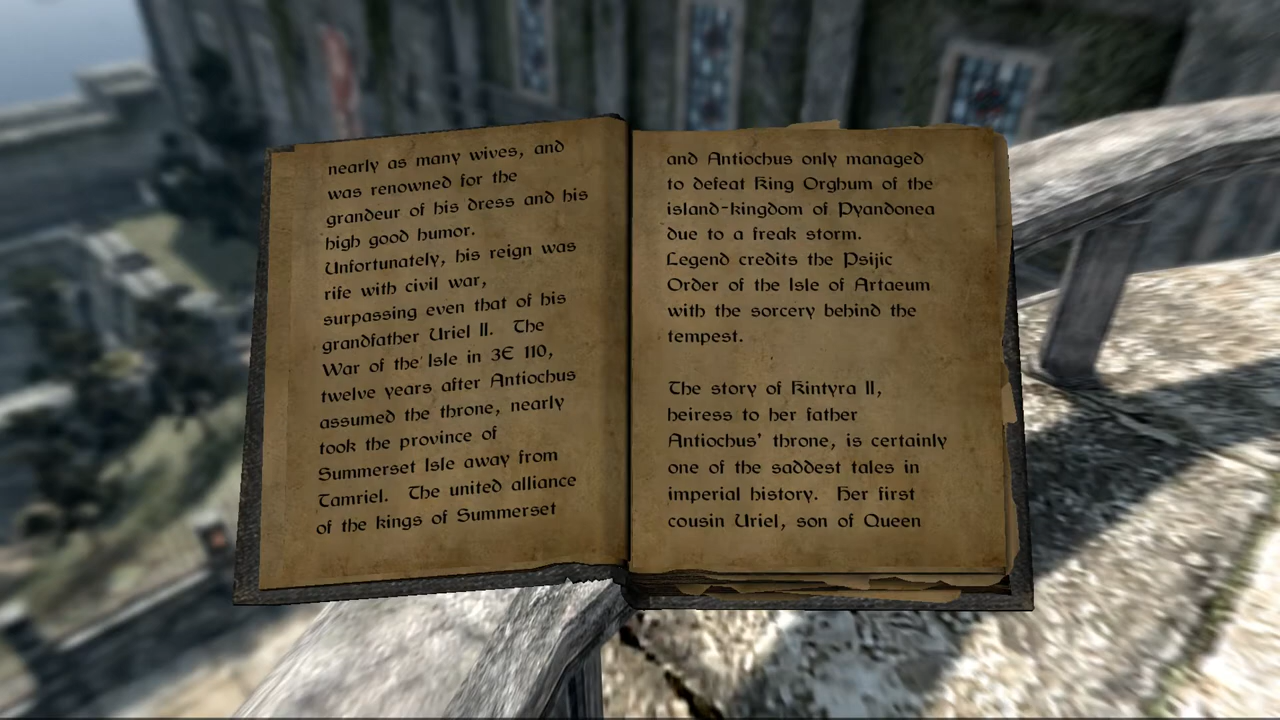 nearly as many wives, and
was renowned for the
grandeur of his dress and his
high good humor.
Unfortunately, his reign was
rife with civil war,
surpassing even that of his
grandfather Uriel II. The
War of the Isle in 3E 110,
twelve years after Antiochus
assumed the throne, nearly
took the province of
Summerset Isle away from
Tamriel. The united alliance
of the kings of Summerset
and Antiochus only managed
to defeat King Orghum of the
island-kingdom of Pyandonea
due to a freak storm.
Legend credits the Psijic
Order of the Isle of Artaeum
with the sorcery behind the
tempest.
The story of Kintyra II,
heiress to her father
Antiochus' throne, is certainly
one of the saddest tales in
imperial history. Her first
cousin Uriel, son of Queen